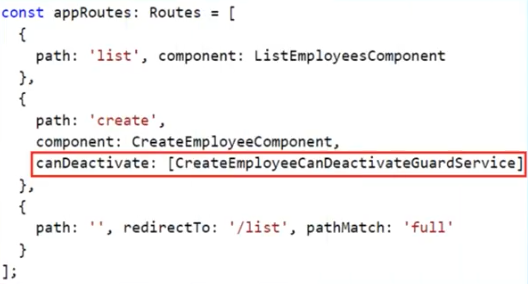 const appRoutes: Routes = [
  {
    path: 'list', component: ListEmployeesComponent
  },
  {
    path: 'create',
    component: CreateEmployeeComponent,
    canDeactivate: [CreateEmployeeCanDeactivateGuardService]
  },
  {
    path: '', redirectTo: '/list', pathMatch: 'full'
  }
];